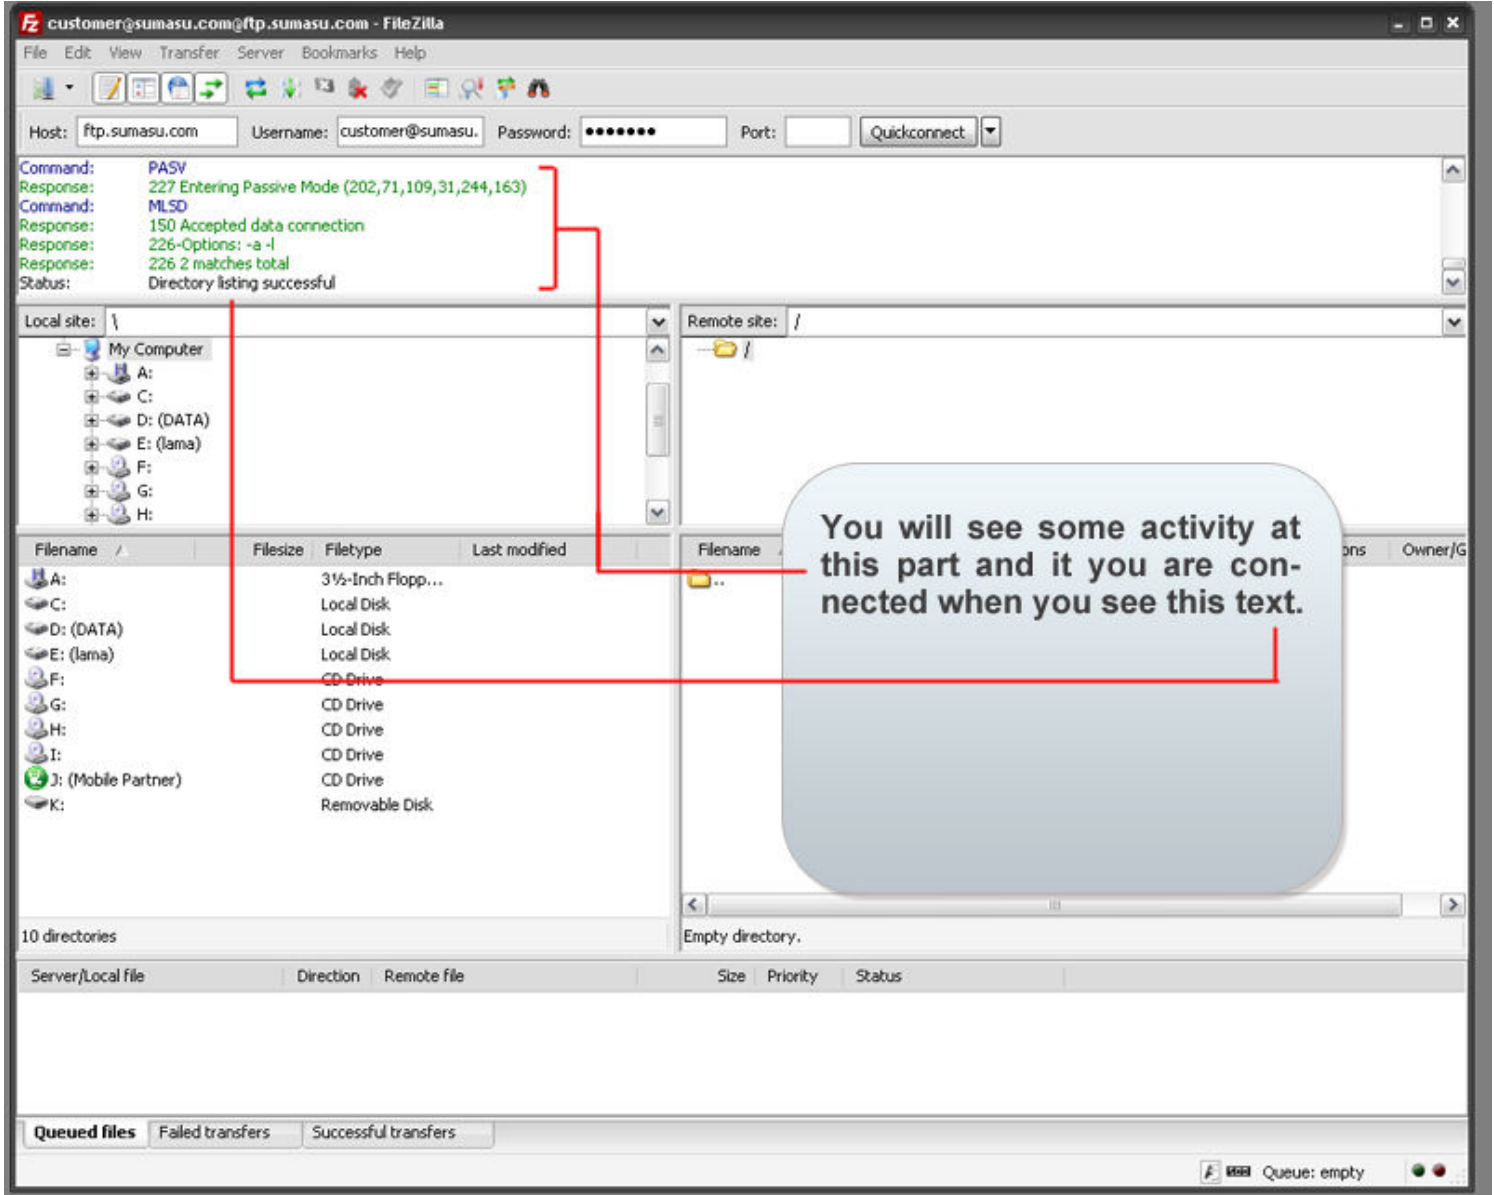 customer@sumasu.com@ftp.sumasu.com - FileZilla
File Edit View Transfer Server Bookmarks Help
Host: ftp.sumasu.com Username: customer@sumasu. Password: ●●●●●●● Port: Quickconnect
Command: PASV
Response: 227 Entering Passive Mode (202,71,109,31,244,163)
Command: MLSD
Response: 150 Accepted data connection
Response: 226-Options: -a -l
Response: 226 2 matches total
Status: Directory listing successful
Local site: \
My Computer
A:
C:
D: (DATA)
E: (lama)
F:
G:
H:
Remote site: /
/
Filename Filesize Filetype Last modified
A: 3½-Inch Flopp...
C: Local Disk
D: (DATA) Local Disk
E: (lama) Local Disk
F: CD Drive
G: CD Drive
H: CD Drive
I: CD Drive
J: (Mobile Partner) CD Drive
K: Removable Disk
10 directories
Filename ons Owner/G
..
You will see some activity at
this part and it you are con-
nected when you see this text.
Empty directory.
Server/Local file Direction Remote file Size Priority Status
Queued files Failed transfers Successful transfers
Queue: empty